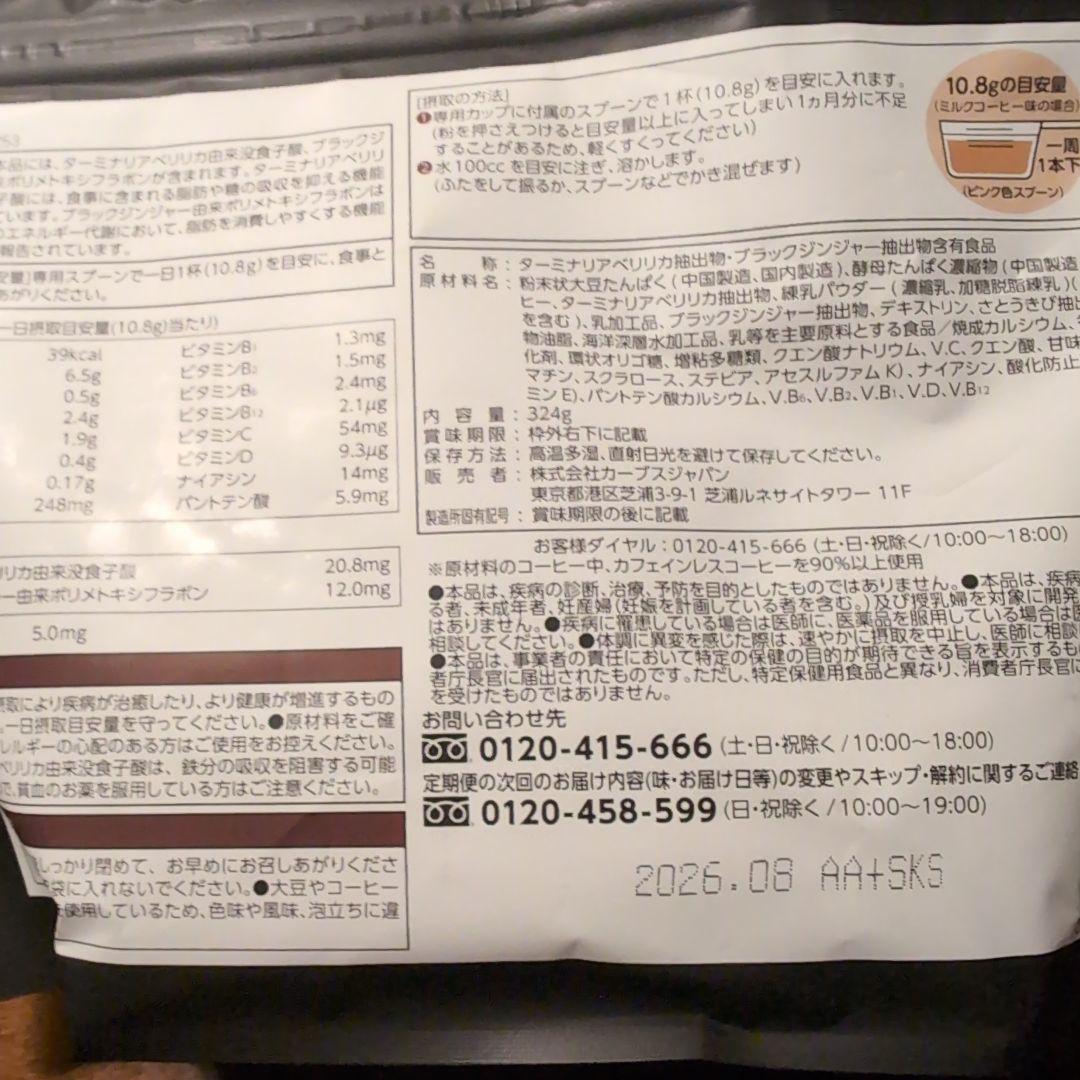 753
本品には、ターミナリアベリリカ由来没食子酸、ブラックジ
ポリメトキシフラボンが含まれます。ターミナリアベリリ
子酸には、食事に含まれる脂肪や糖の吸収を抑える機能
ています。ブラックジンジャー由来ポリメトキシフラボンは
のエネルギー代謝において、脂肪を消費しやすくする機能
報告されています。
安量]専用スプーンで一日1杯(10.8g)を目安に、食事と
あがりください。
一日摂取目安量(10.8g)当たり)
39kcal ビタミンB1 1.3mg
6.5g ビタミンB2 1.5mg
0.5g ビタミンB6 2.4mg
2.4g ビタミンB12 2.1μg
1.9g ビタミンC 54mg
0.4g ビタミンD 9.3μg
0.17g ナイアシン 14mg
248mg パントテン酸 5.9mg
リリカ由来没食子酸 20.8mg
ー由来ポリメトキシフラボン 12.0mg
5.0mg
摂取により疾病が治癒したり、より健康が増進するもの
。一日摂取目安量を守ってください。●原材料をご確
レルギーの心配のある方はご使用をお控えください。
ベリリカ由来没食子酸は、鉄分の吸収を阻害する可能
で、貧血のお薬を服用している方はご注意ください。
しっかり閉めて、お早めにお召しあがりくださ
袋に入れないでください。●大豆やコーヒー
を使用しているため、色味や風味、泡立ちに違
[摂取の方法]
❶専用カップに付属のスプーンで1杯(10.8g)を目安に入れます。
(粉を押さえつけると目安量以上に入ってしまい1ヵ月分に不足
することがあるため、軽くすくってください)
❷水100ccを目安に注ぎ、溶かします。
(ふたをして振るか、スプーンなどでかき混ぜます)
10.8gの目安量
(ミルクコーヒー味の場合)
一周
1本下
(ピンク色スプーン)
名称:ターミナリアベリリカ抽出物・ブラックジンジャー抽出物含有食品
原材料名:粉末状大豆たんぱく(中国製造、国内製造)、酵母たんぱく濃縮物(中国製造
ヒー、ターミナリアベリリカ抽出物、練乳パウダー(濃縮乳、加糖脱脂練乳)(
を含む)、乳加工品、ブラックジンジャー抽出物、デキストリン、さとうきび抽出
物油脂、海洋深層水加工品、乳等を主要原料とする食品/焼成カルシウム、
化剤、環状オリゴ糖、増粘多糖類、クエン酸ナトリウム、V.C、クエン酸、甘味
マチン、スクラロース、ステビア、アセスルファムK)、ナイアシン、酸化防止
ミンE)、パントテン酸カルシウム、V.B6、V.B2、V.B1、V.D、V.B12
内容量:324g
賞味期限:枠外右下に記載
保存方法:高温多湿、直射日光を避けて保存してください。
販売者:株式会社カーブスジャパン
東京都港区芝浦3-9-1 芝浦ルネサイトタワー 11F
製造所固有記号:賞味期限の後に記載
お客様ダイヤル:0120-415-666 (土・日・祝除く/10:00〜18:00)
※原材料のコーヒー中、カフェインレスコーヒーを90%以上使用
●本品は、疾病の診断、治療、予防を目的としたものではありません。●本品は、疾病
る者、未成年者、妊産婦(妊娠を計画している者を含む。)及び授乳婦を対象に開発
はありません。●疾病に罹患している場合は医師に、医薬品を服用している場合は医
相談してください。●体調に異変を感じた際は、速やかに摂取を中止し、医師に相談
●本品は、事業者の責任において特定の保健の目的が期待できる旨を表示するも
者庁長官に届出されたものです。ただし、特定保健用食品と異なり、消費者庁長官に
を受けたものではありません。
お問い合わせ先
0120-415-666 (土・日・祝除く/10:00〜18:00)
定期便の次回のお届け内容(味・お届け日等)の変更やスキップ・解約に関するご連絡
0120-458-599 (日・祝除く/10:00〜19:00)
2026.08 AA+SKS